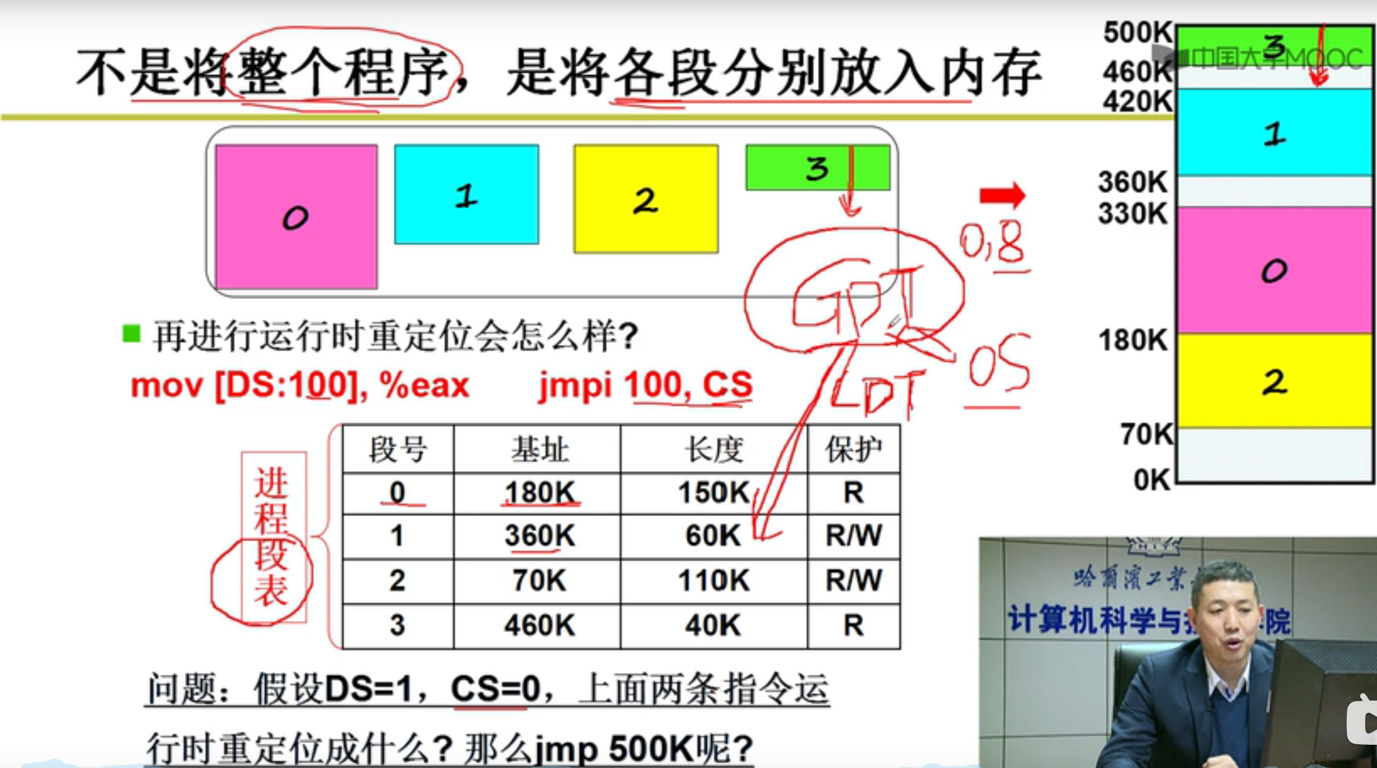 不是将整个程序，是将各段分别放入内存
0
1
2
3
0,8
GDT
OS
LDT
■ 再进行运行时重定位会怎么样?
mov [DS:100], %eax jmpi 100, CS
进程段表
段号 基址 长度 保护
0 180K 150K R
1 360K 60K R/W
2 70K 110K R/W
3 460K 40K R
问题：假设DS=1，CS=0，上面两条指令运
行时重定位成什么? 那么jmp 500K呢?
500K
3
中国大学MOOC
460K
420K
1
360K
330K
0
180K
2
70K
0K
哈尔滨工业
计算机科学与
院